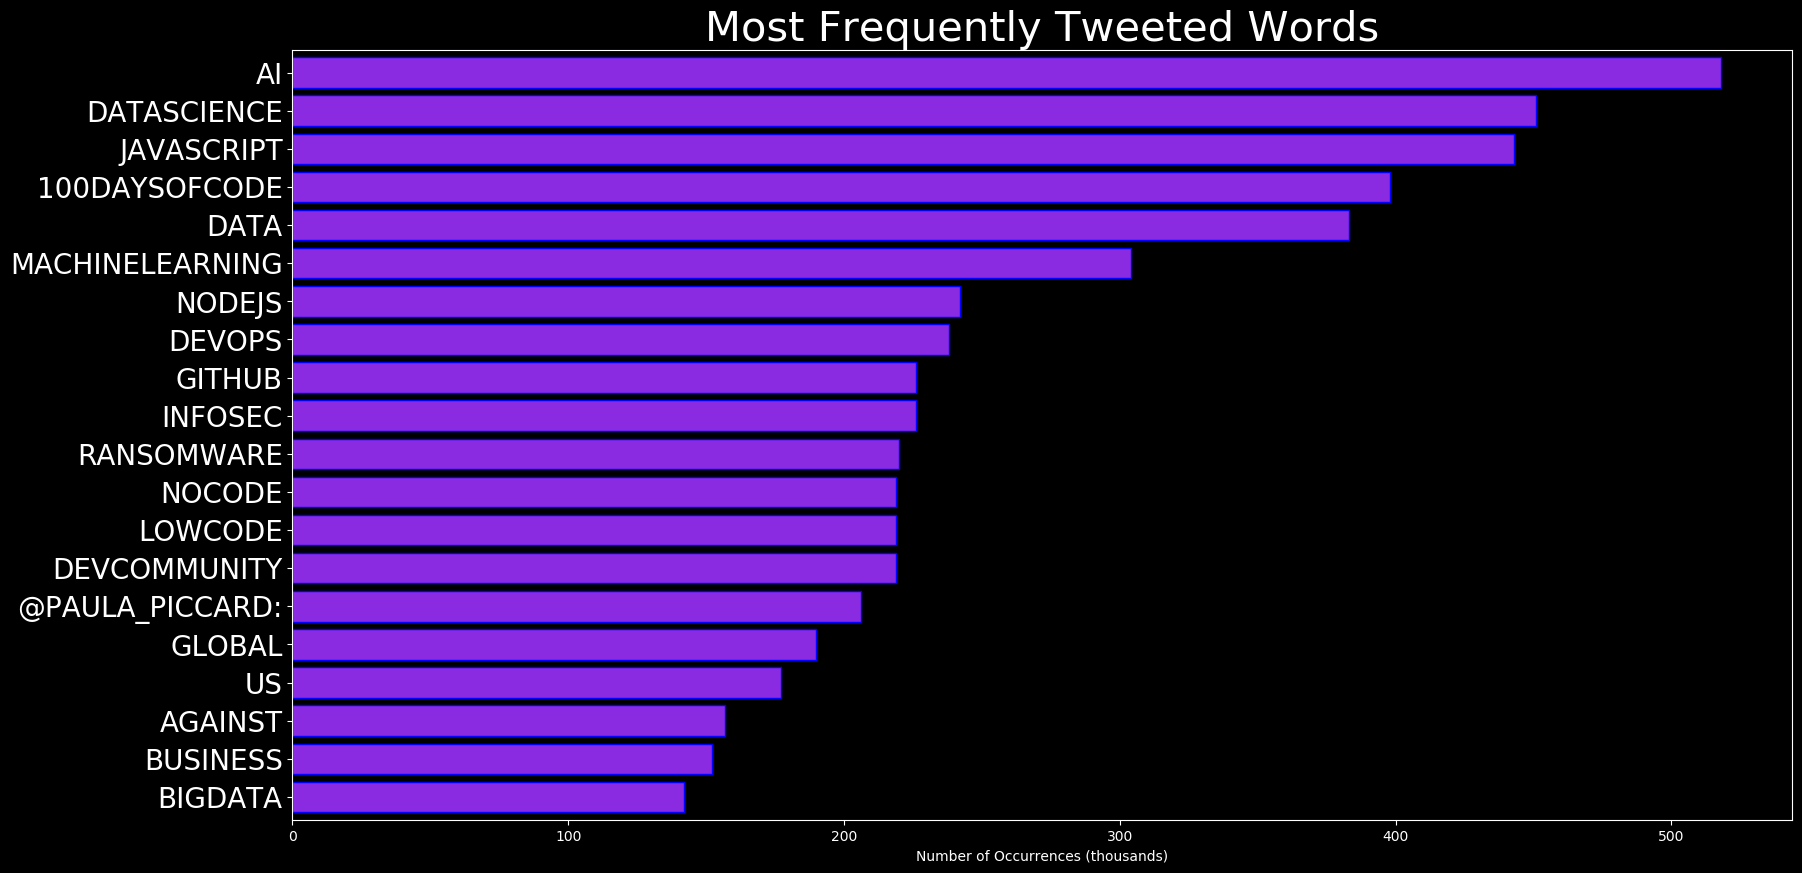 Most Frequently Tweeted Words
AI
DATASCIENCE
JAVASCRIPT
100DAYSOFCODE
DATA
MACHINELEARNING
NODEJS
DEVOPS
GITHUB
INFOSEC
RANSOMWARE
NOCODE
LOWCODE
DEVCOMMUNITY
@PAULA_PICCARD:
GLOBAL
US
AGAINST
BUSINESS
BIGDATA
0 100 200 300 400 500
Number of Occurrences (thousands)